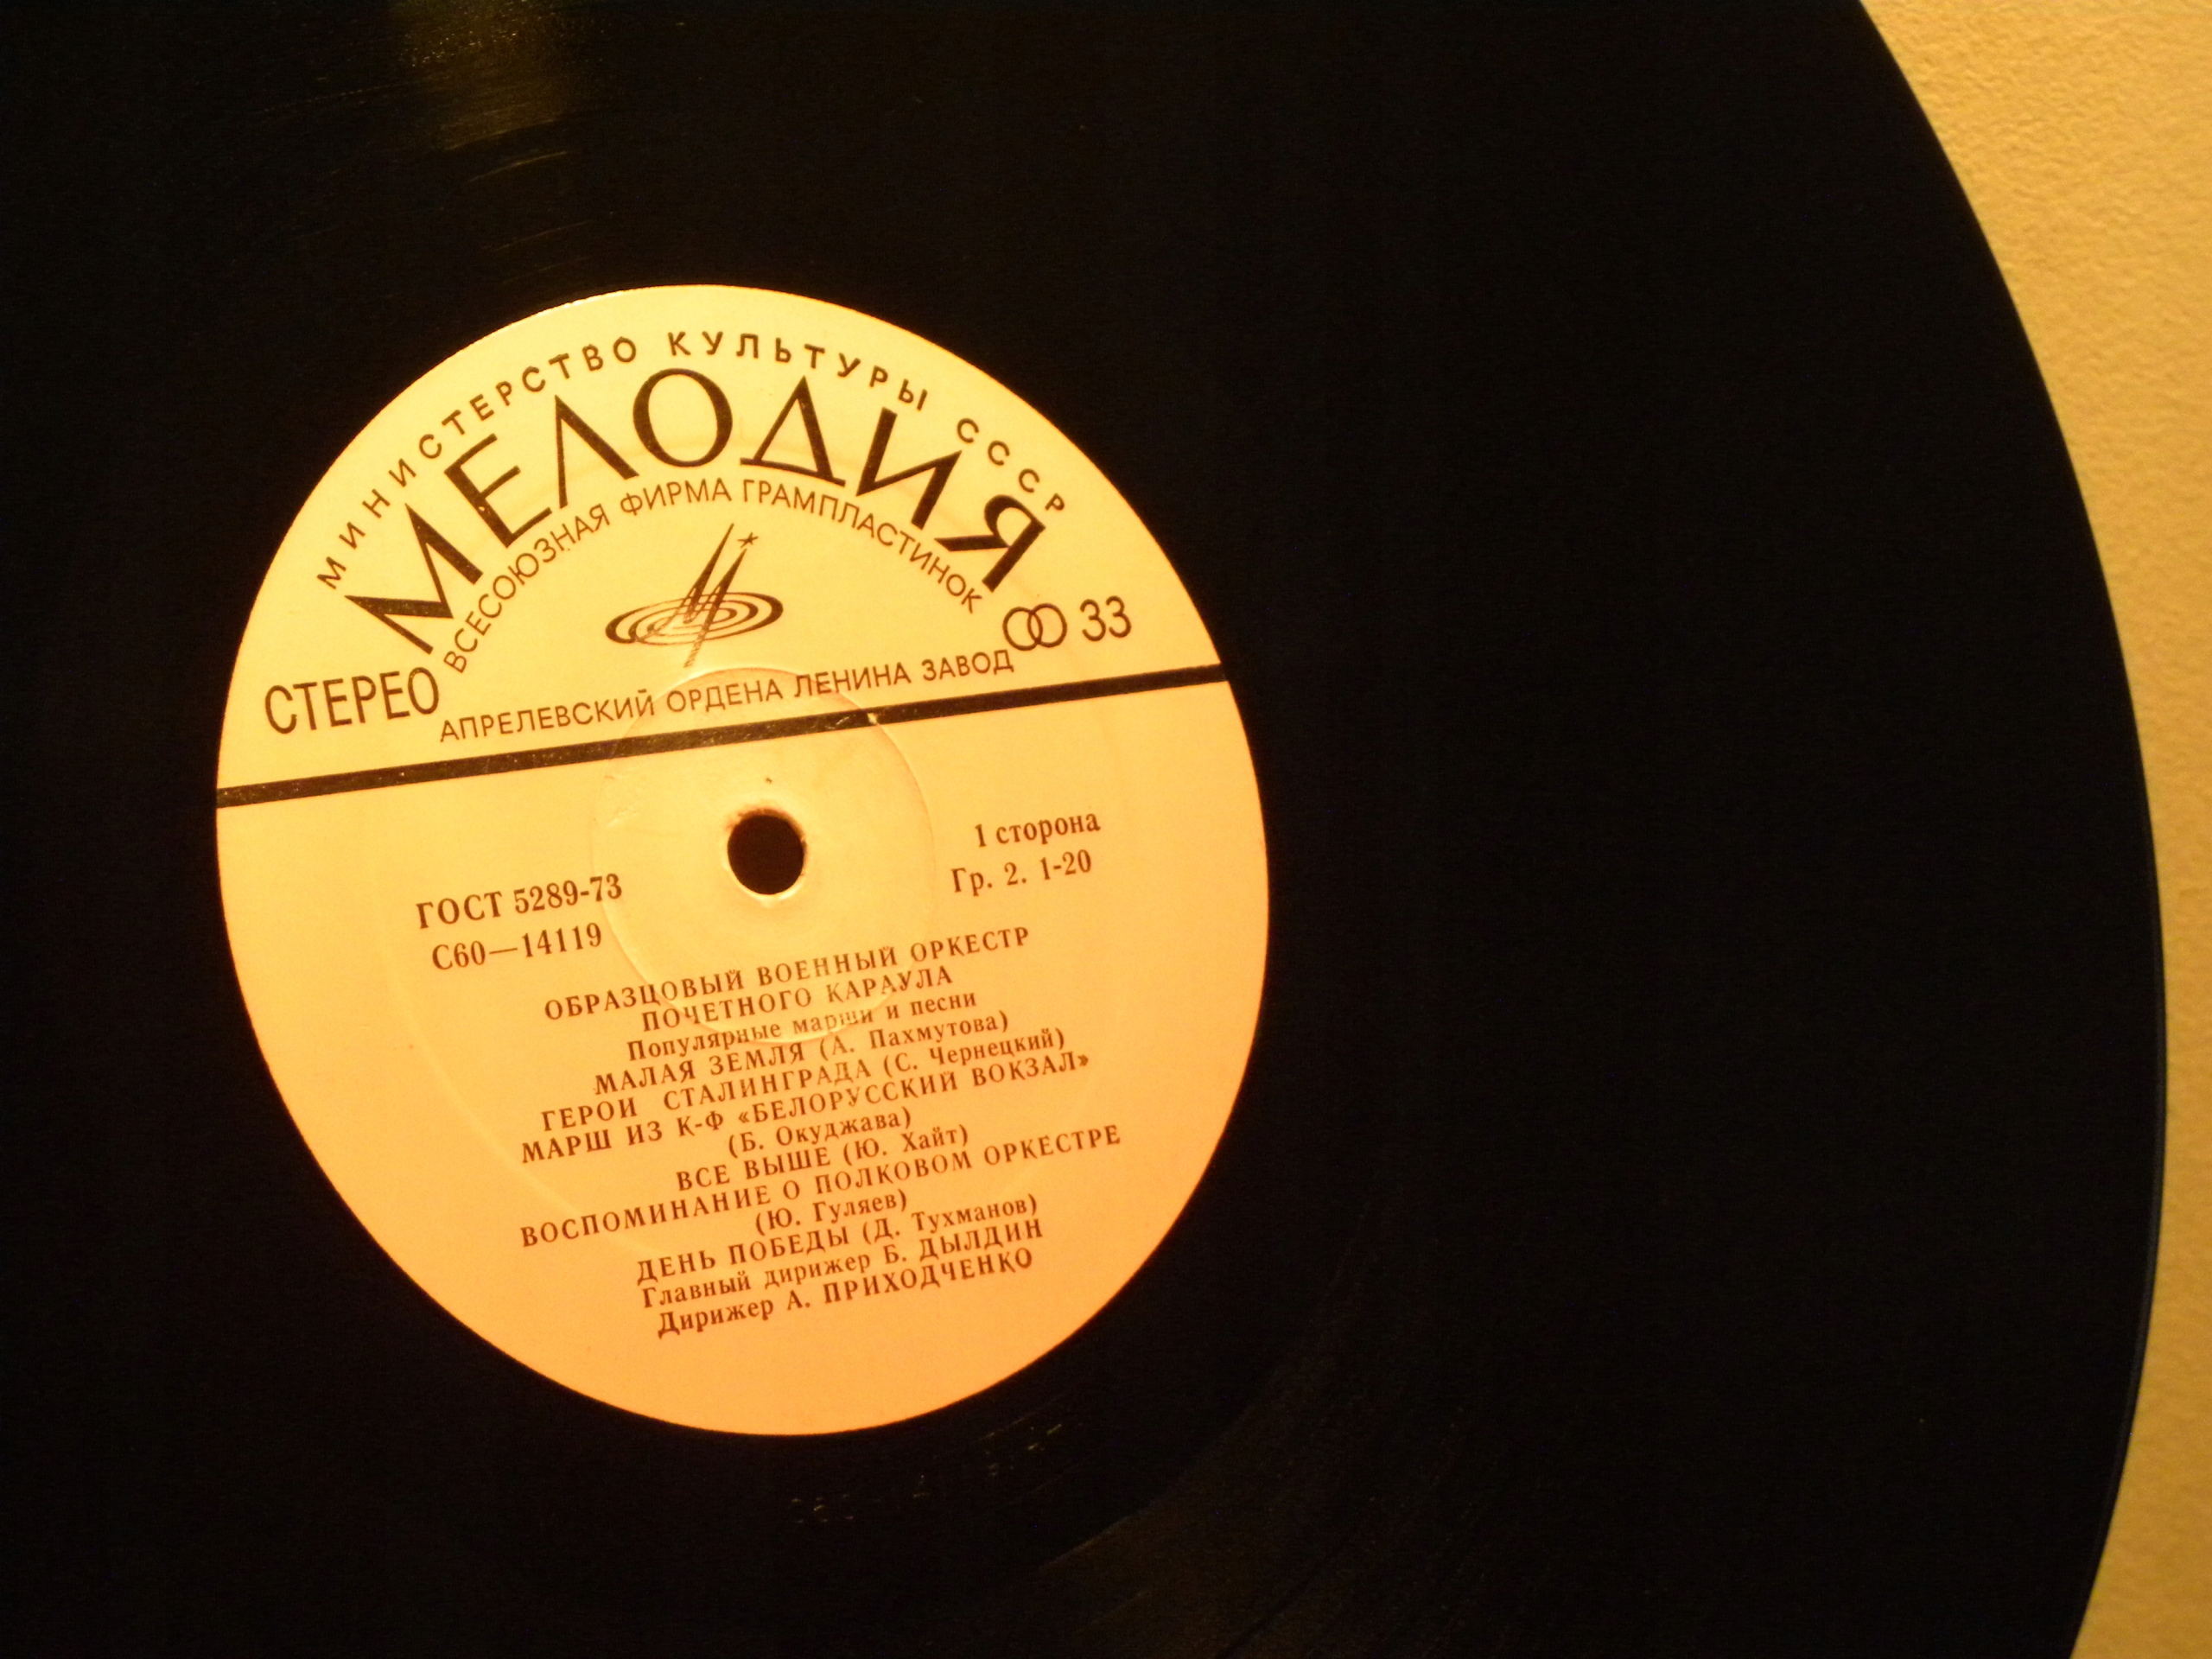 МИНИСТЕРСТВО КУЛЬТУРЫ СССР
МЕЛОДИЯ
ВСЕСОЮЗНАЯ ФИРМА ГРАМПЛАСТИНОК
СТЕРЕО
33
АПРЕЛЕВСКИЙ ОРДЕНА ЛЕНИНА ЗАВОД
ГОСТ 5289-73
С60—14119
1 сторона
Гр. 2. 1-20
ОБРАЗЦОВЫЙ ВОЕННЫЙ ОРКЕСТР
ПОЧЕТНОГО КАРАУЛА
Популярные марши и песни
МАЛАЯ ЗЕМЛЯ (А. Пахмутова)
ГЕРОИ СТАЛИНГРАДА (С. Чернецкий)
МАРШ ИЗ К-Ф «БЕЛОРУССКИЙ ВОКЗАЛ»
(Б. Окуджава)
ВСЕ ВЫШЕ (Ю. Хайт)
ВОСПОМИНАНИЕ О ПОЛКОВОМ ОРКЕСТРЕ
(Ю. Гуляев)
ДЕНЬ ПОБЕДЫ (Д. Тухманов)
Главный дирижер Б. ДЫЛДИН
Дирижер А. ПРИХОДЧЕНКО